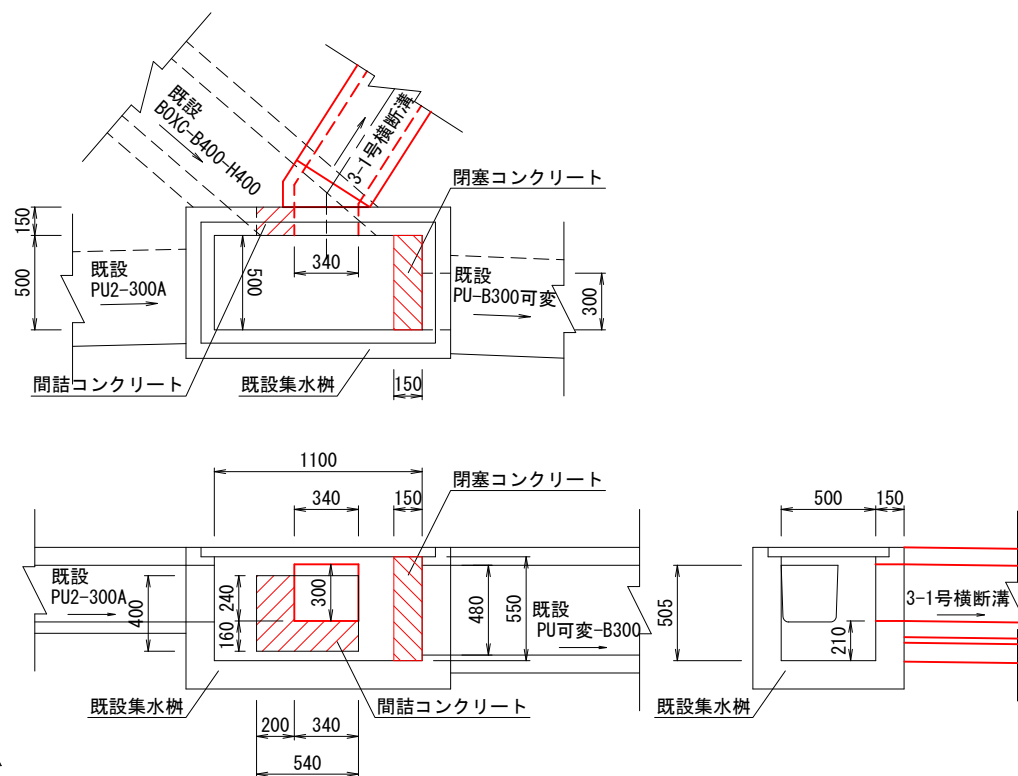 既設
BOXC-B400-H400
3-1号横断溝
閉塞コンクリート
150
500
既設
PU2-300A
500
340
既設
PU-B300可変
300
間詰コンクリート
既設集水桝
150
1100
340
150
閉塞コンクリート
500
150
既設
PU2-300A
400
240
160
300
480
550
既設
PU可変-B300
505
210
3-1号横断溝
既設集水桝
200
340
間詰コンクリート
540
既設集水桝